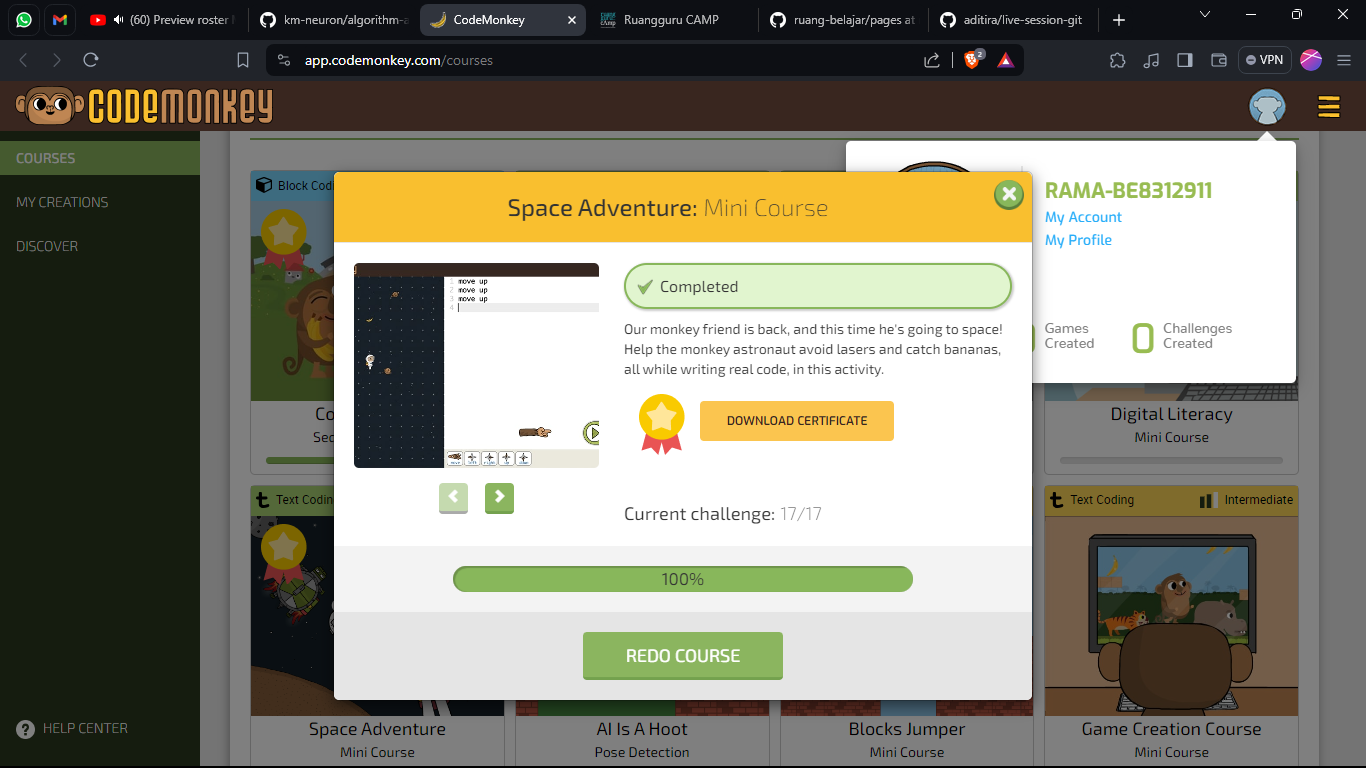 (60) Preview roster
km-neuron/algorithm-a
CodeMonkey
Ruangguru CAMP
ruang-belajar/pages at
aditira/live-session-git
app.codemonkey.com/courses
2
VPN
CODEMONKEY
COURSES
MY CREATIONS
DISCOVER
HELP CENTER
RAMA-BE8312911
My Account
My Profile
Games
Created
0 Challenges
Created
Block Codi
Co
Sec
Digital Literacy
Mini Course
Space Adventure: Mini Course
1 move up
2 move up
3 move up
4
Completed
Our monkey friend is back, and this time he's going to space!
Help the monkey astronaut avoid lasers and catch bananas,
all while writing real code, in this activity.
DOWNLOAD CERTIFICATE
Current challenge: 17/17
100%
REDO COURSE
Text Coding
Text Coding
Intermediate
Space Adventure
Mini Course
AI Is A Hoot
Pose Detection
Blocks Jumper
Mini Course
Game Creation Course
Mini Course